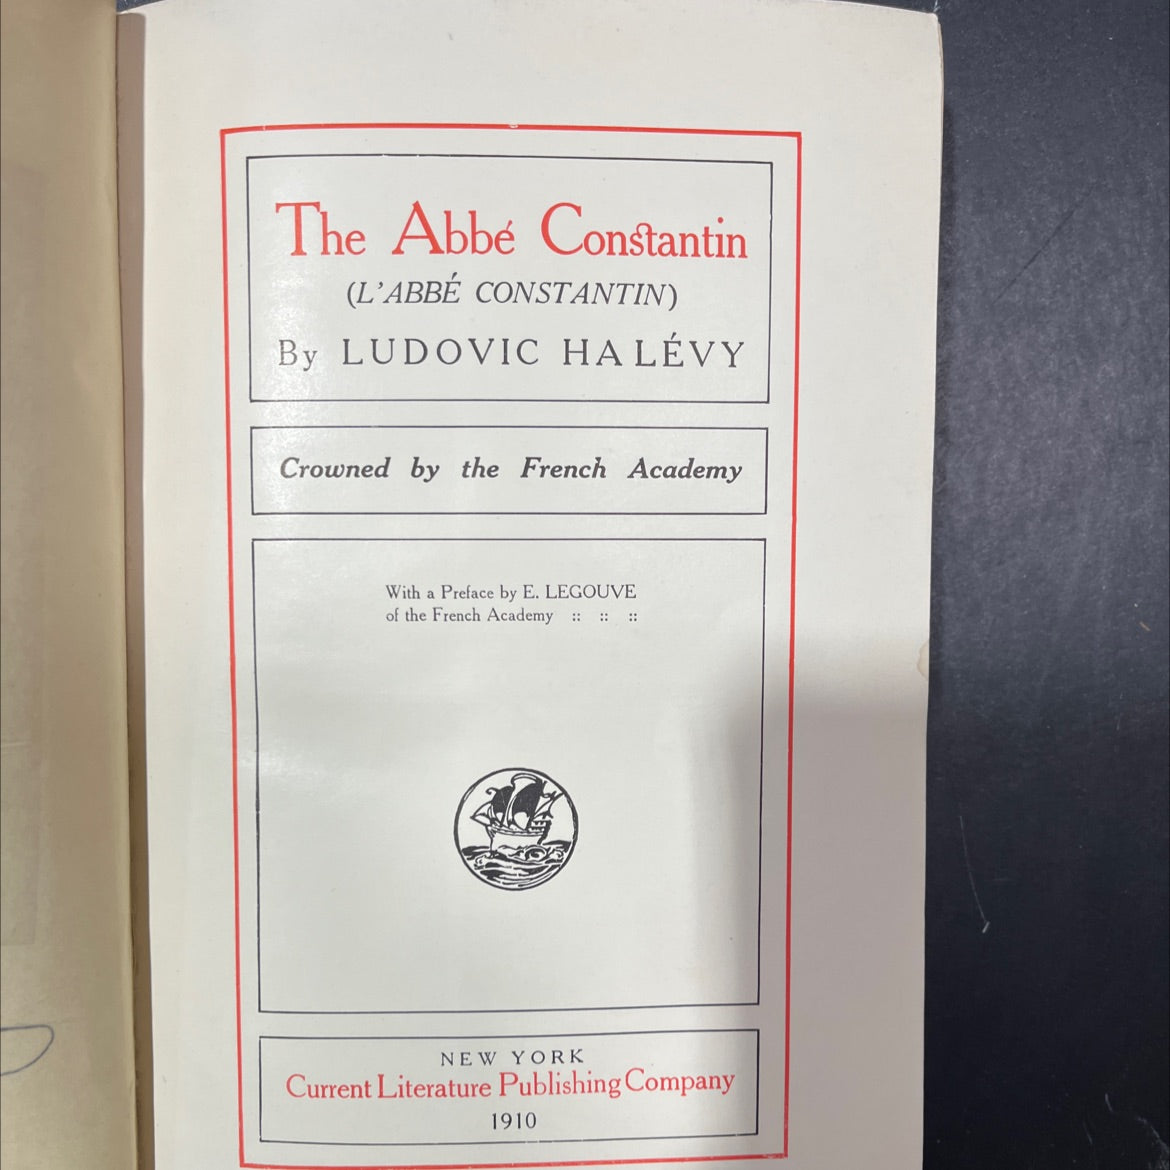 The Abbé Constantin
(L'ABBÉ CONSTANTIN)
By LUDOVIC HALÉVY
Crowned by the French Academy
With a Preface by E. LEGOUVE
of the French Academy :: :: ::
NEW YORK
Current Literature Publishing Company
1910